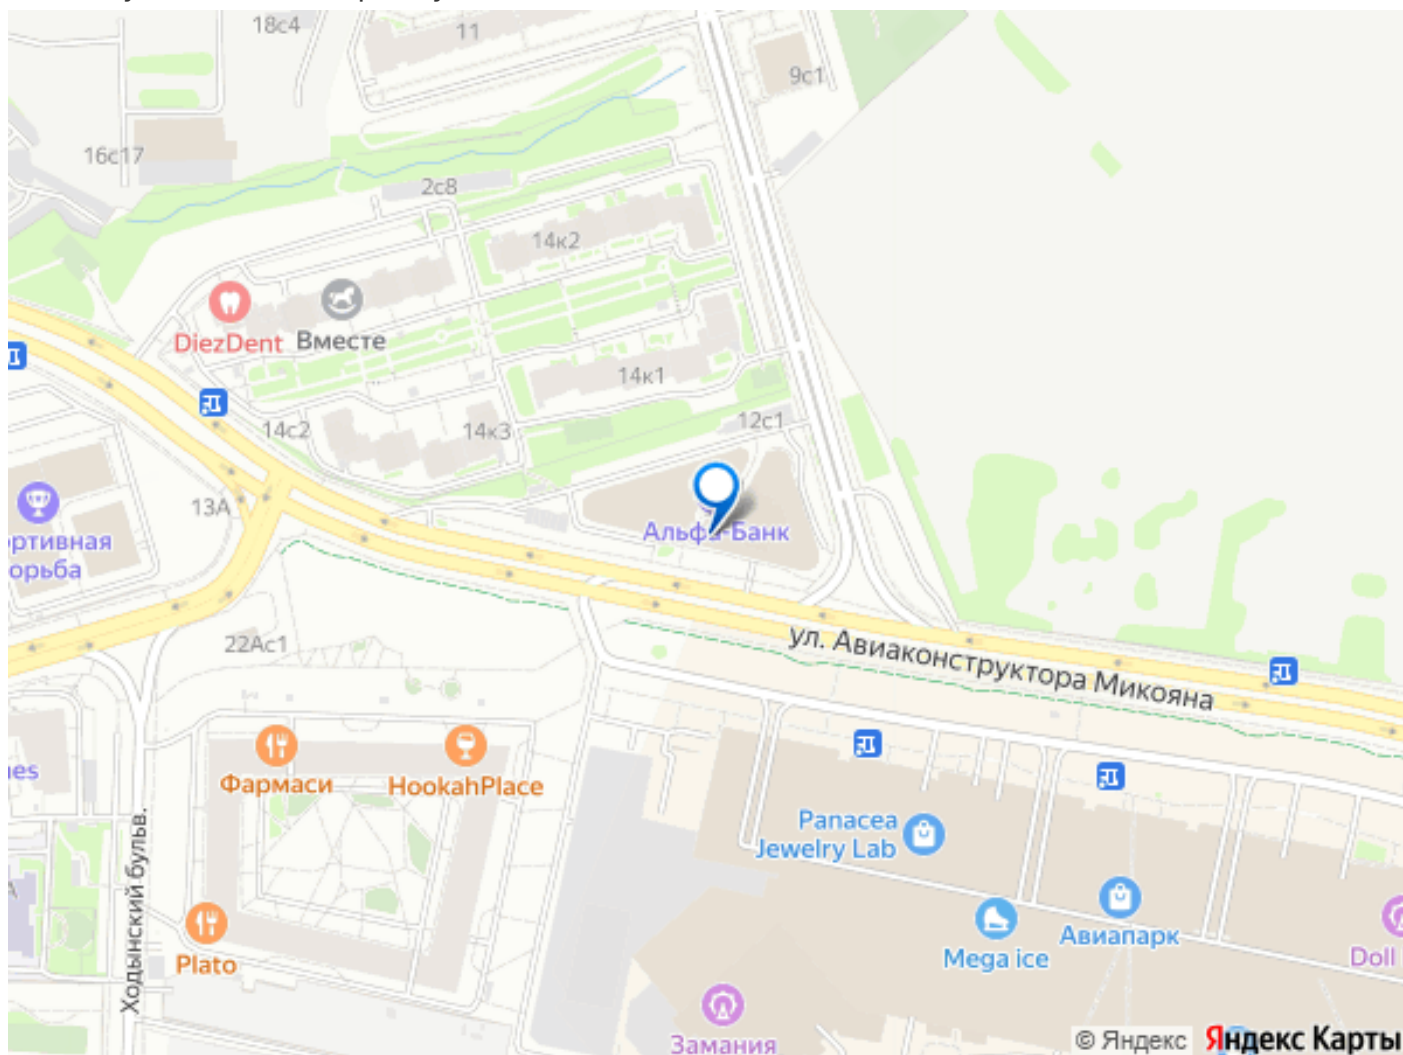 18с4
11
9с1
16с17
2с8
14к2
DiezDent
Вместе
14к1
12с1
14с2
14к3
13А
Альфа-Банк
ортивная
орьба
22Ас1
ул. Авиаконструктора Микояна
Фармаси
HookahPlace
es
Panacea
Jewelry Lab
Ходынский бульв.
Авиапарк
Plato
Mega ice
Doll
Замания
© Яндекс
Яндекс Карты